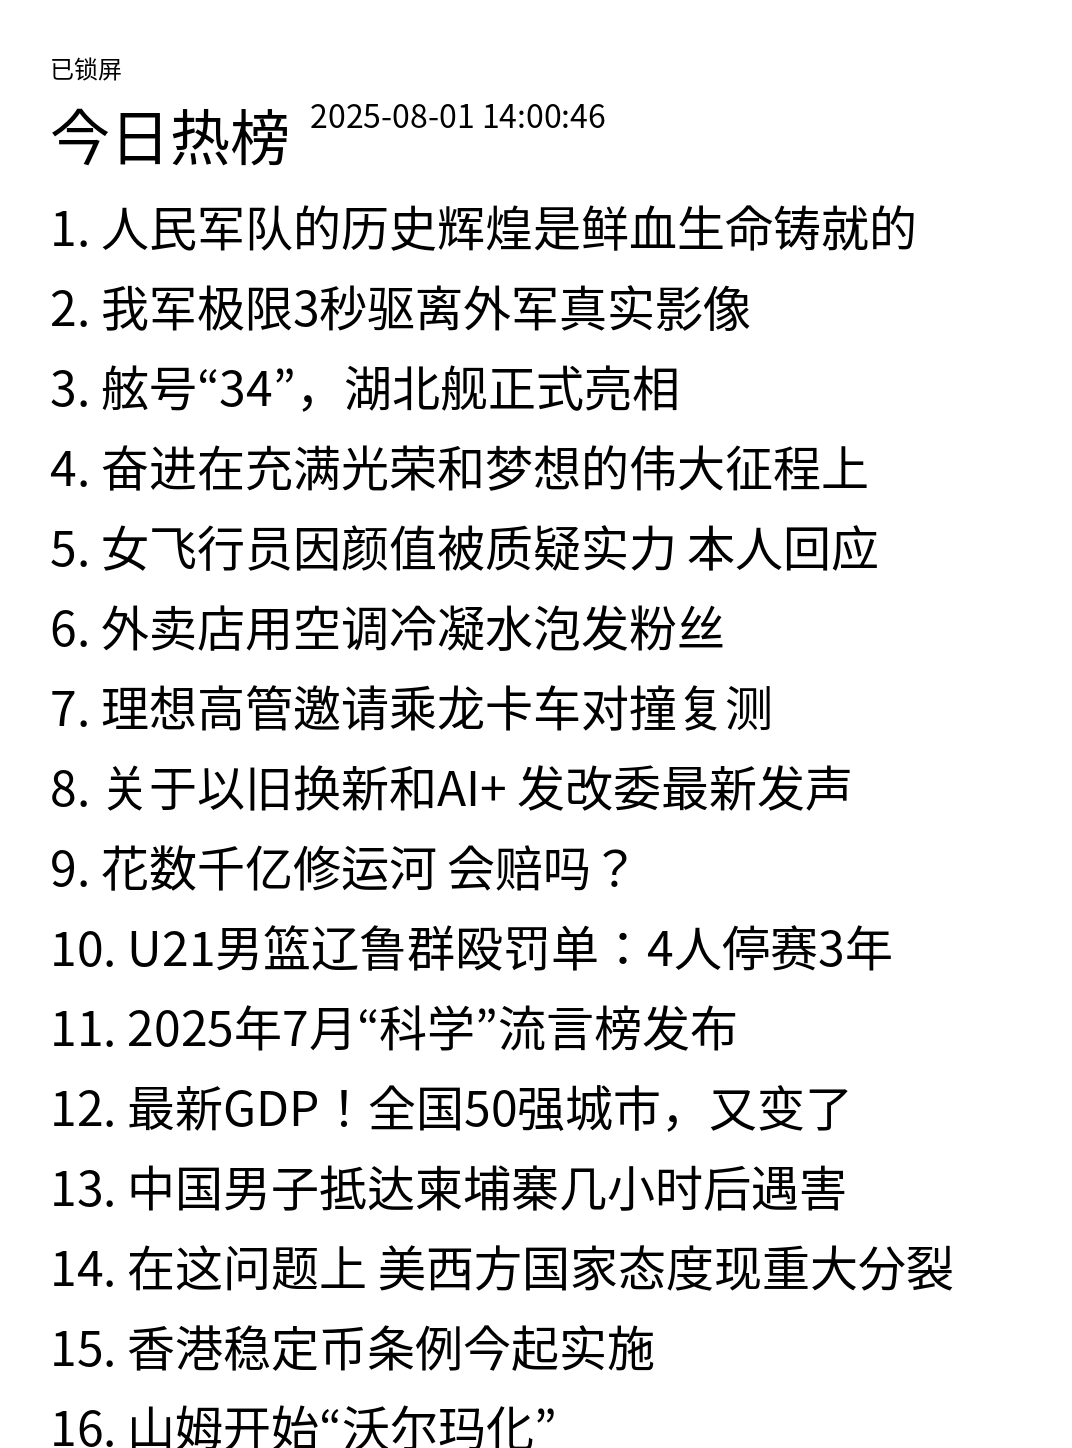 已锁屏
今日热榜 2025-08-01 14:00:46
1. 人民军队的历史辉煌是鲜血生命铸就的
2. 我军极限3秒驱离外军真实影像
3. 舷号“34”，湖北舰正式亮相
4. 奋进在充满光荣和梦想的伟大征程上
5. 女飞行员因颜值被质疑实力 本人回应
6. 外卖店用空调冷凝水泡发粉丝
7. 理想高管邀请乘龙卡车对撞复测
8. 关于以旧换新和AI+ 发改委最新发声
9. 花数千亿修运河 会赔吗？
10. U21男篮辽鲁群殴罚单：4人停赛3年
11. 2025年7月“科学”流言榜发布
12. 最新GDP！全国50强城市，又变了
13. 中国男子抵达柬埔寨几小时后遇害
14. 在这问题上 美西方国家态度现重大分裂
15. 香港稳定币条例今起实施
16. 山姆开始“沃尔玛化”